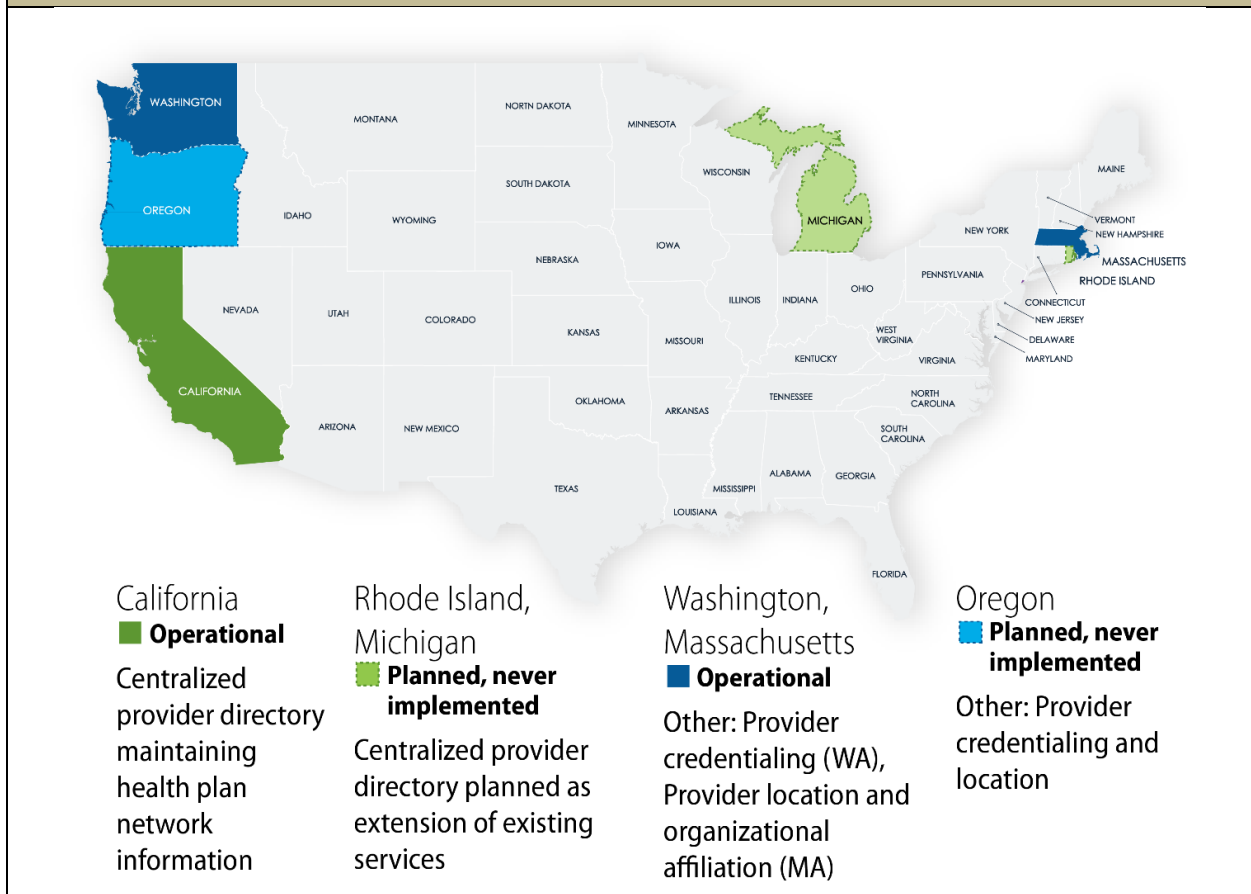 WASHINGTON
MONTANA
NORTH DAKOTA
MINNESOTA
OREGON
IDAHO
SOUTH DAKOTA
WISCONSIN
MICHIGAN
MAINE
WYOMING
VERMONT
NEW HAMPSHIRE
NEW YORK
MASSACHUSETTS
RHODE ISLAND
IOWA
NEBRASKA
PENNSYLVANIA
CONNECTICUT
NEW JERSEY
DELAWARE
MARYLAND
ILLINOIS
INDIANA
OHIO
NEVADA
UTAH
COLORADO
KANSAS
MISSOURI
WEST
VIRGINIA
VIRGINIA
KENTUCKY
CALIFORNIA
OKLAHOMA
ARKANSAS
TENNESSEE
NORTH
CAROLINA
ARIZONA
NEW MEXICO
SOUTH
CAROLINA
TEXAS
MISSISSIPPI
ALABAMA
GEORGIA
LOUISIANA
FLORIDA
California
Operational
Centralized
provider directory
maintaining
health plan
network
information
Rhode Island,
Michigan
Planned, never
implemented
Centralized provider
directory planned as
extension of existing
services
Washington,
Massachusetts
Operational
Other: Provider
credentialing (WA),
Provider location and
organizational
affiliation (MA)
Oregon
Planned, never
implemented
Other: Provider
credentialing and
location